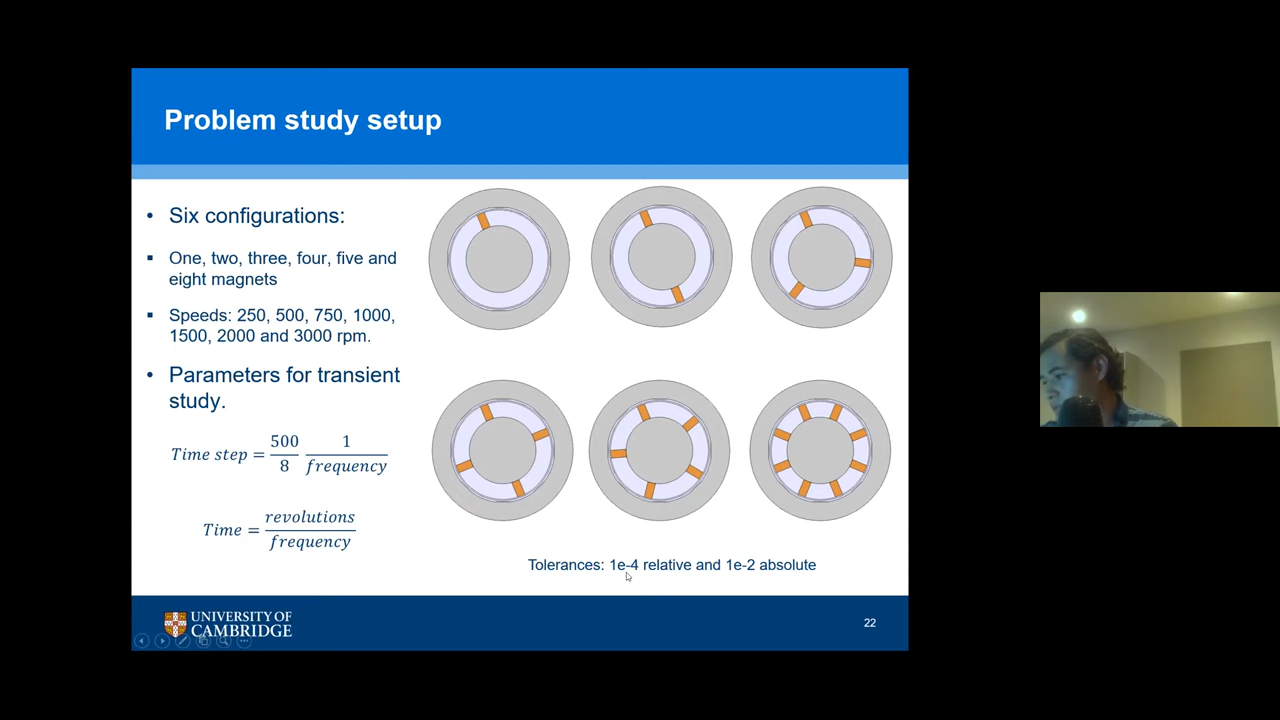 Problem study setup
• Six configurations:
▪ One, two, three, four, five and
eight magnets
▪ Speeds: 250, 500, 750, 1000,
1500, 2000 and 3000 rpm.
• Parameters for transient
study.
Time step = 500/8 1/frequency
Time = revolutions/frequency
Tolerances: 1e-4 relative and 1e-2 absolute
UNIVERSITY OF
CAMBRIDGE
22